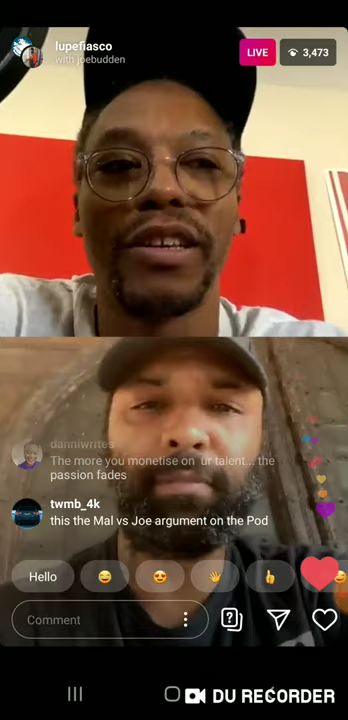 lupefiasco
with joebudden
LIVE
3,473
danniwrites
The more you monetise on ur talent... the
passion fades
twmb_4k
this the Mal vs Joe argument on the Pod
Hello
Comment
DU RECORDER